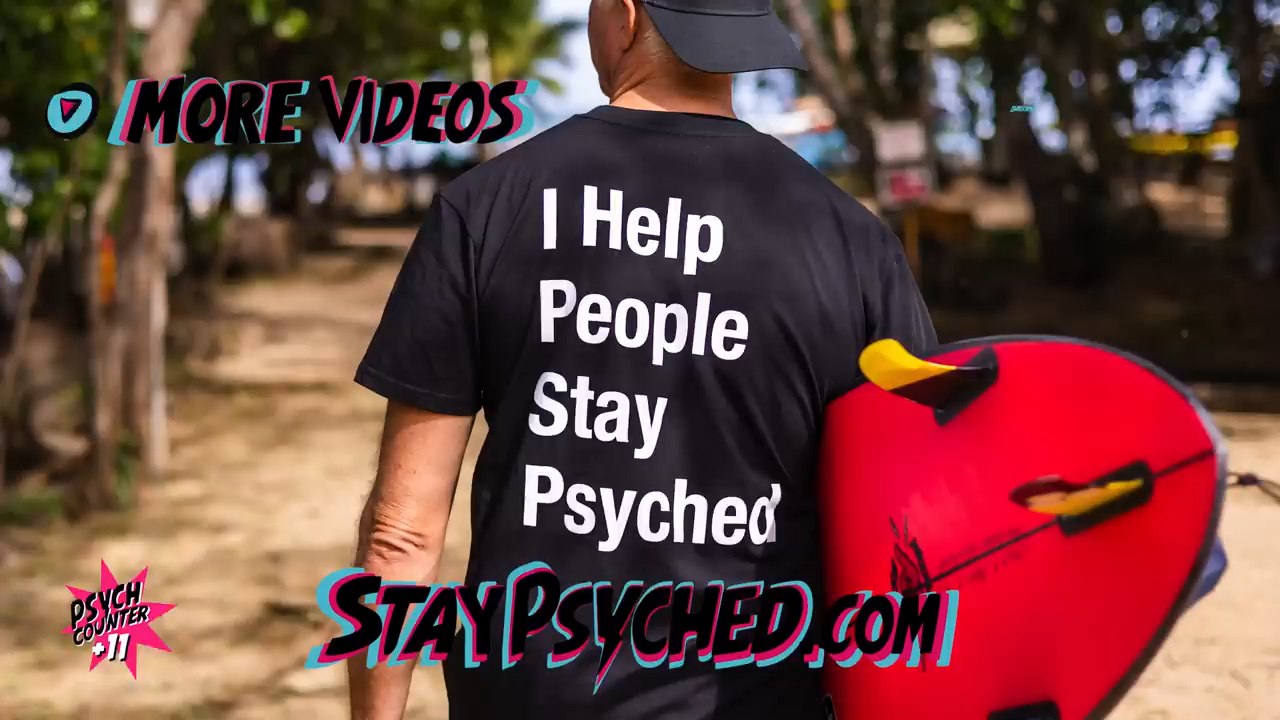 MORE VIDEOS
I Help
People
Stay
Psyched
PSYCH
COUNTER
+11
STAYPSYCHED.COM